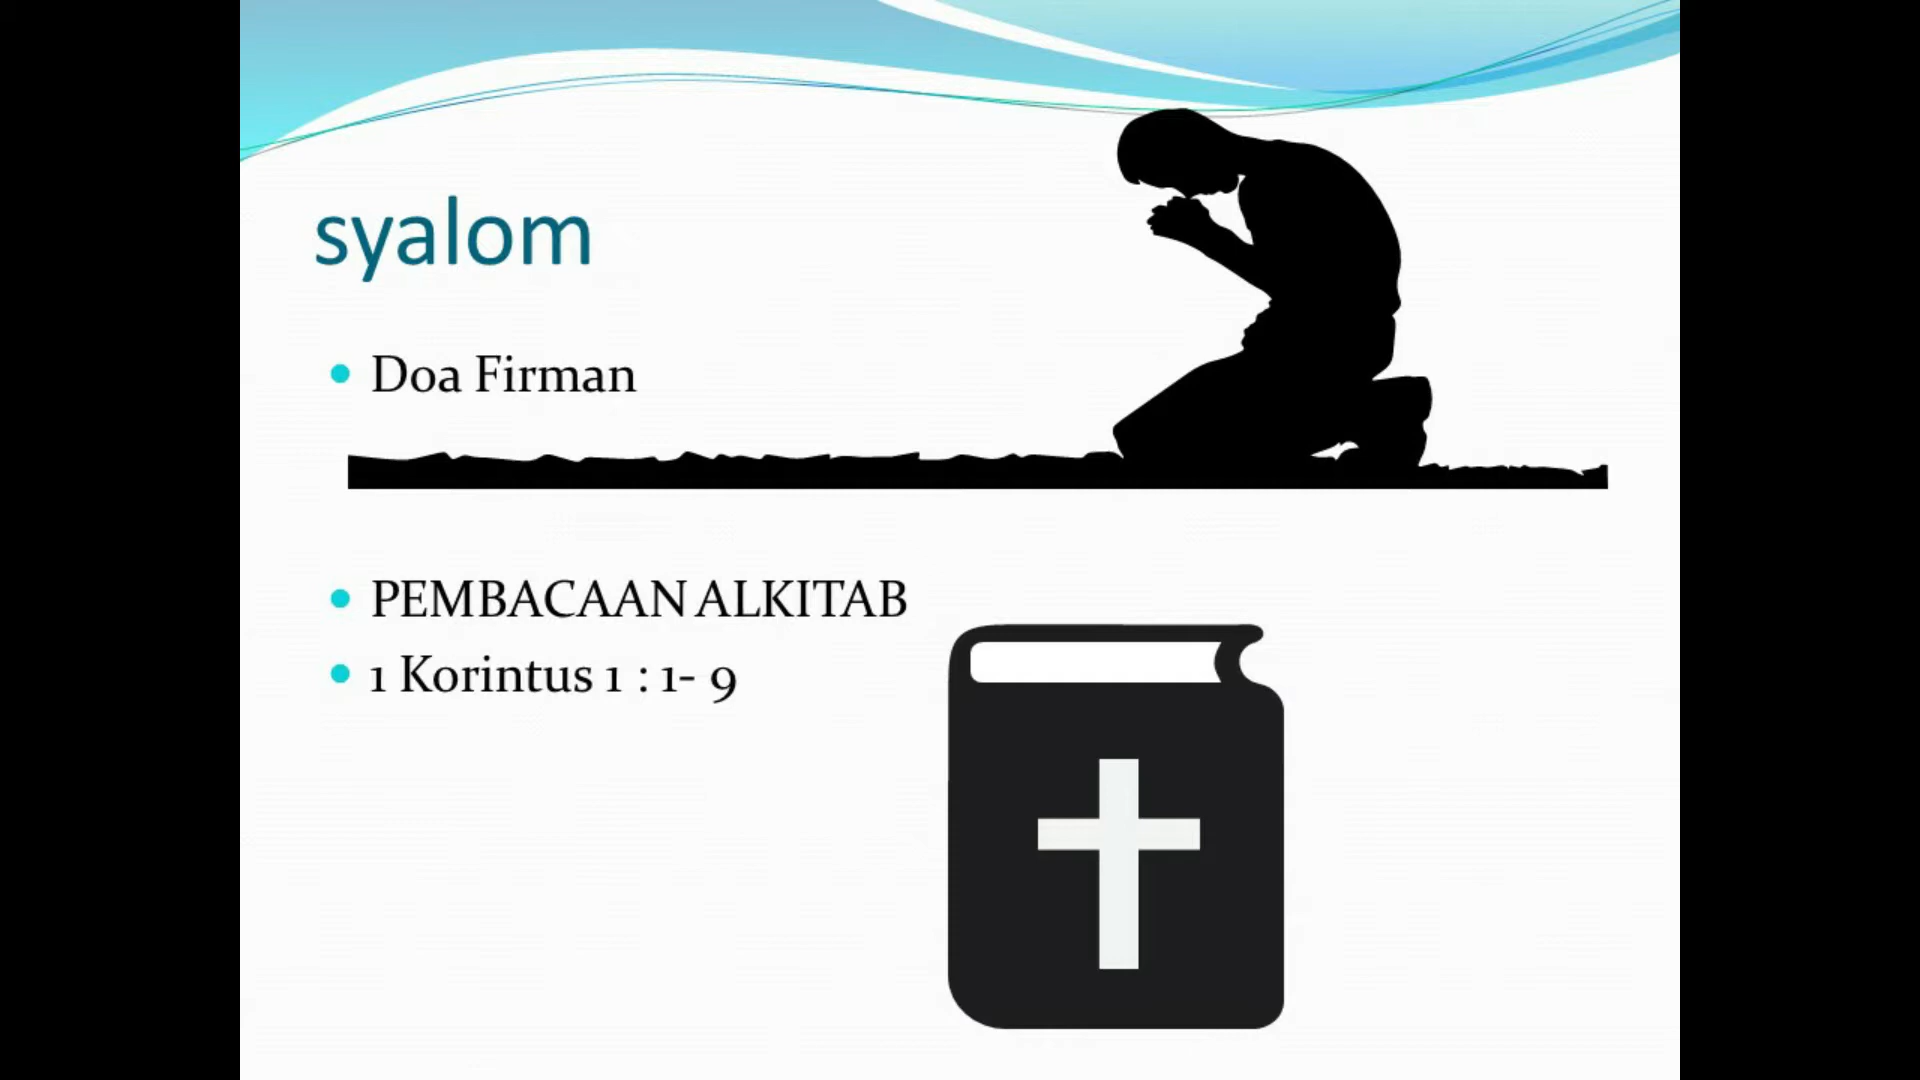 syalom
Doa Firman
PEMBACAAN ALKITAB
1 Korintus 1 : 1- 9